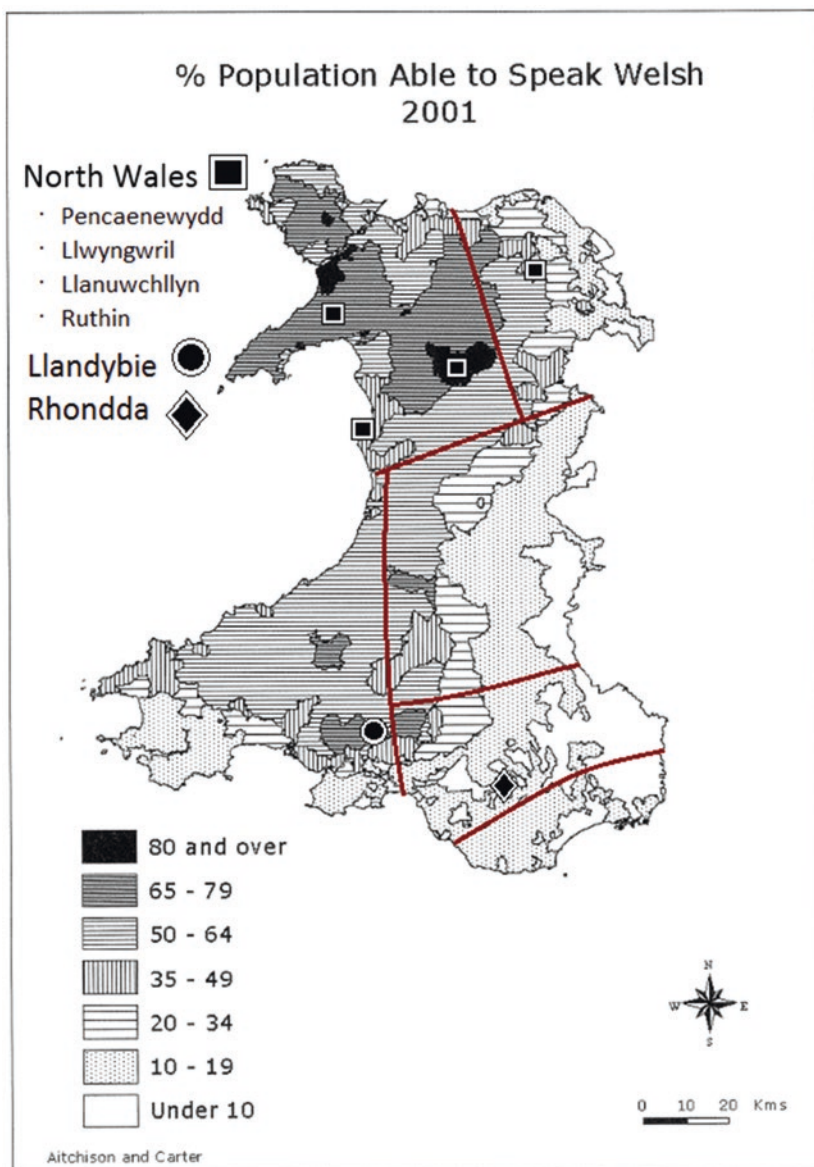 % Population Able to Speak Welsh
2001
North Wales
· Pencaenewydd
· Llwyngwril
· Llanuwchllyn
· Ruthin
Llandybie
Rhondda
80 and over
65 - 79
50 - 64
35 - 49
20 - 34
10 - 19
Under 10
N
W E
S
0 10 20 Kms
Aitchison and Carter